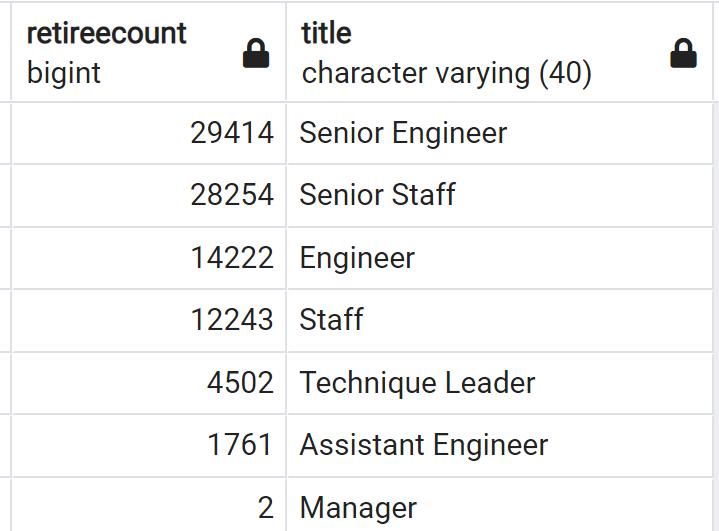 retireecount title
bigint character varying (40)
29414 Senior Engineer
28254 Senior Staff
14222 Engineer
12243 Staff
4502 Technique Leader
1761 Assistant Engineer
2 Manager